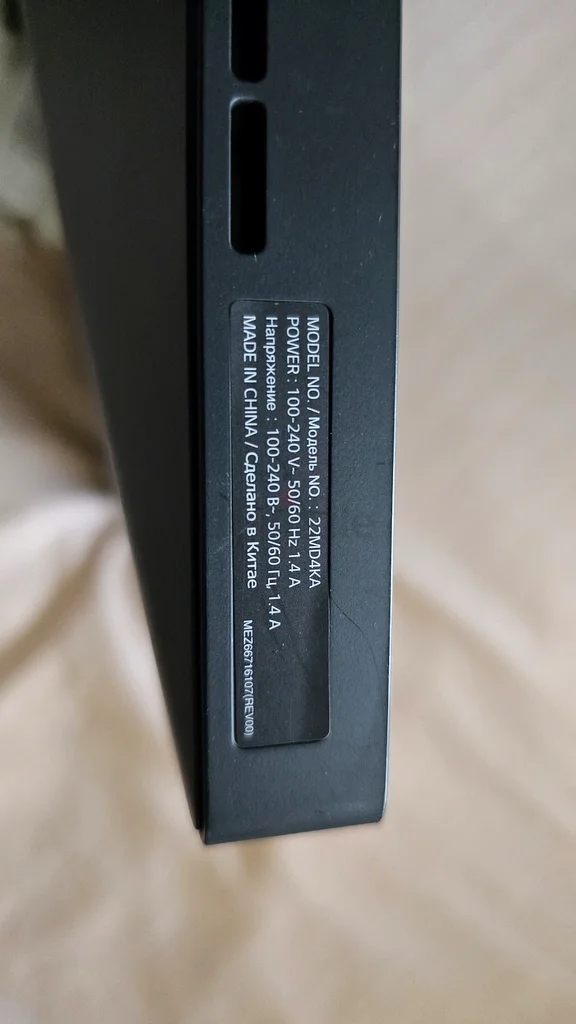 MODEL NO. / Модель NO. : 22MD4KA
POWER : 100-240 V~ 50/60 Hz 1.4 A
Напряжение : 100-240 В~, 50/60 Гц, 1.4 A
MADE IN CHINA / Сделано в Китае
MEZ66716107(REV00)